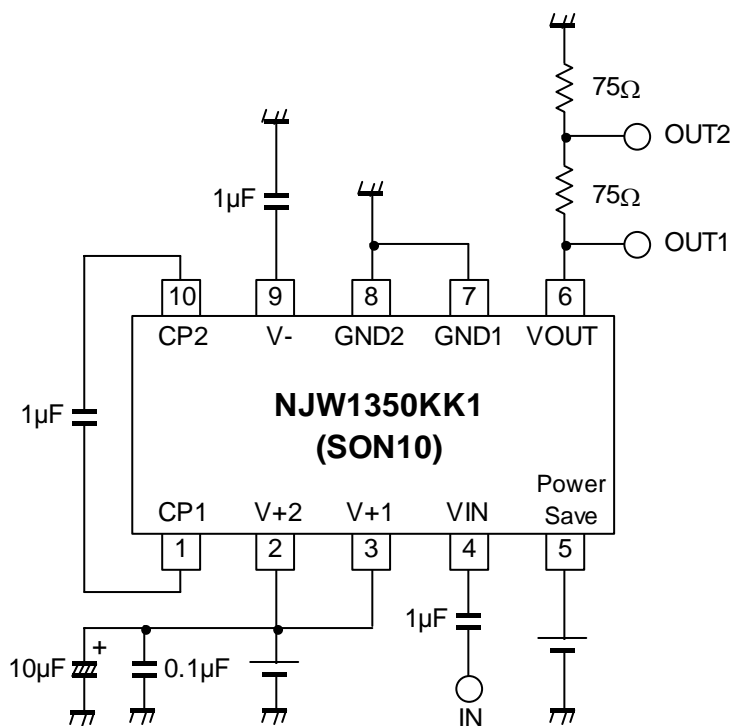 75Ω
OUT2
1µF
75Ω
OUT1
10
9
8
7
6
CP2
V-
GND2
GND1
VOUT
1µF
NJW1350KK1
(SON10)
CP1
V+2
V+1
VIN
Power
Save
1
2
3
4
5
10µF
+
0.1µF
1µF
IN